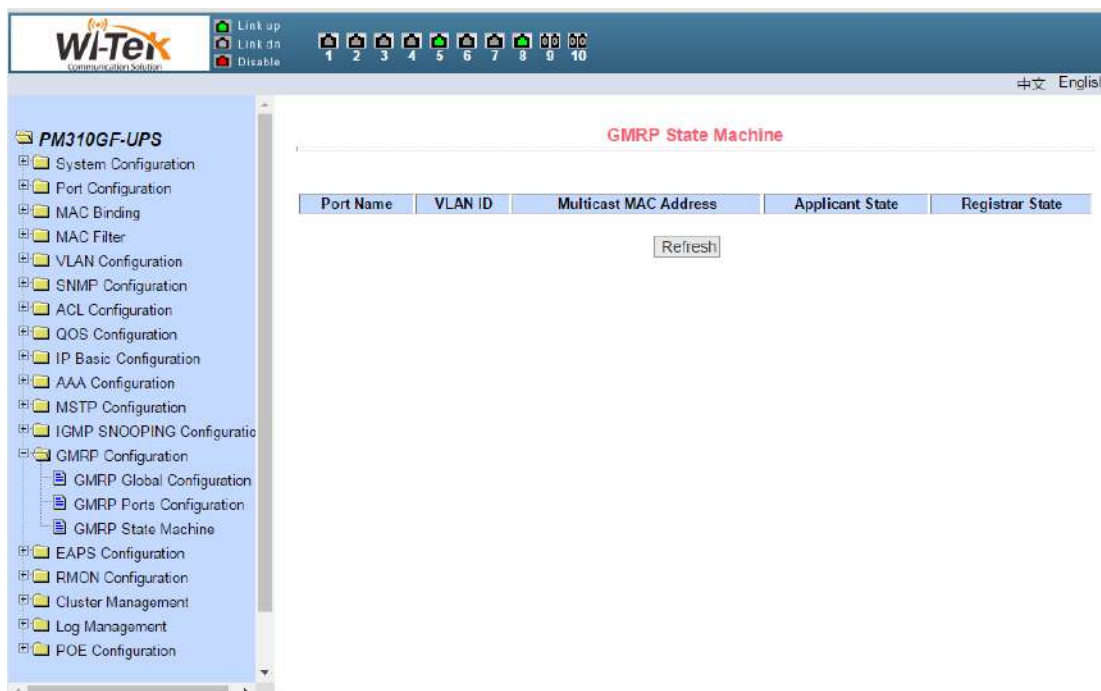 Wi-Tek
Communication Solution
Link up
Link dn
Disable
1 2 3 4 5 6 7 8 9 10
中文 Englis
PM310GF-UPS
System Configuration
Port Configuration
MAC Binding
MAC Filter
VLAN Configuration
SNMP Configuration
ACL Configuration
QOS Configuration
IP Basic Configuration
AAA Configuration
MSTP Configuration
IGMP SNOOPING Configuratio
GMRP Configuration
GMRP Global Configuration
GMRP Ports Configuration
GMRP State Machine
EAPS Configuration
RMON Configuration
Cluster Management
Log Management
POE Configuration
GMRP State Machine
Port Name VLAN ID Multicast MAC Address Applicant State Registrar State
Refresh